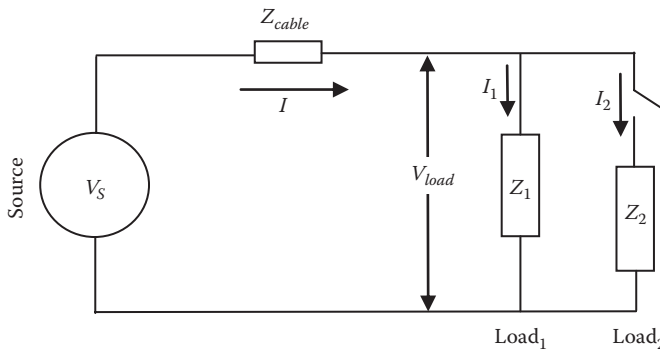 Z_cable
I
I_1
I_2
Source
V_S
V_load
Z_1
Z_2
Load_1
Load_2